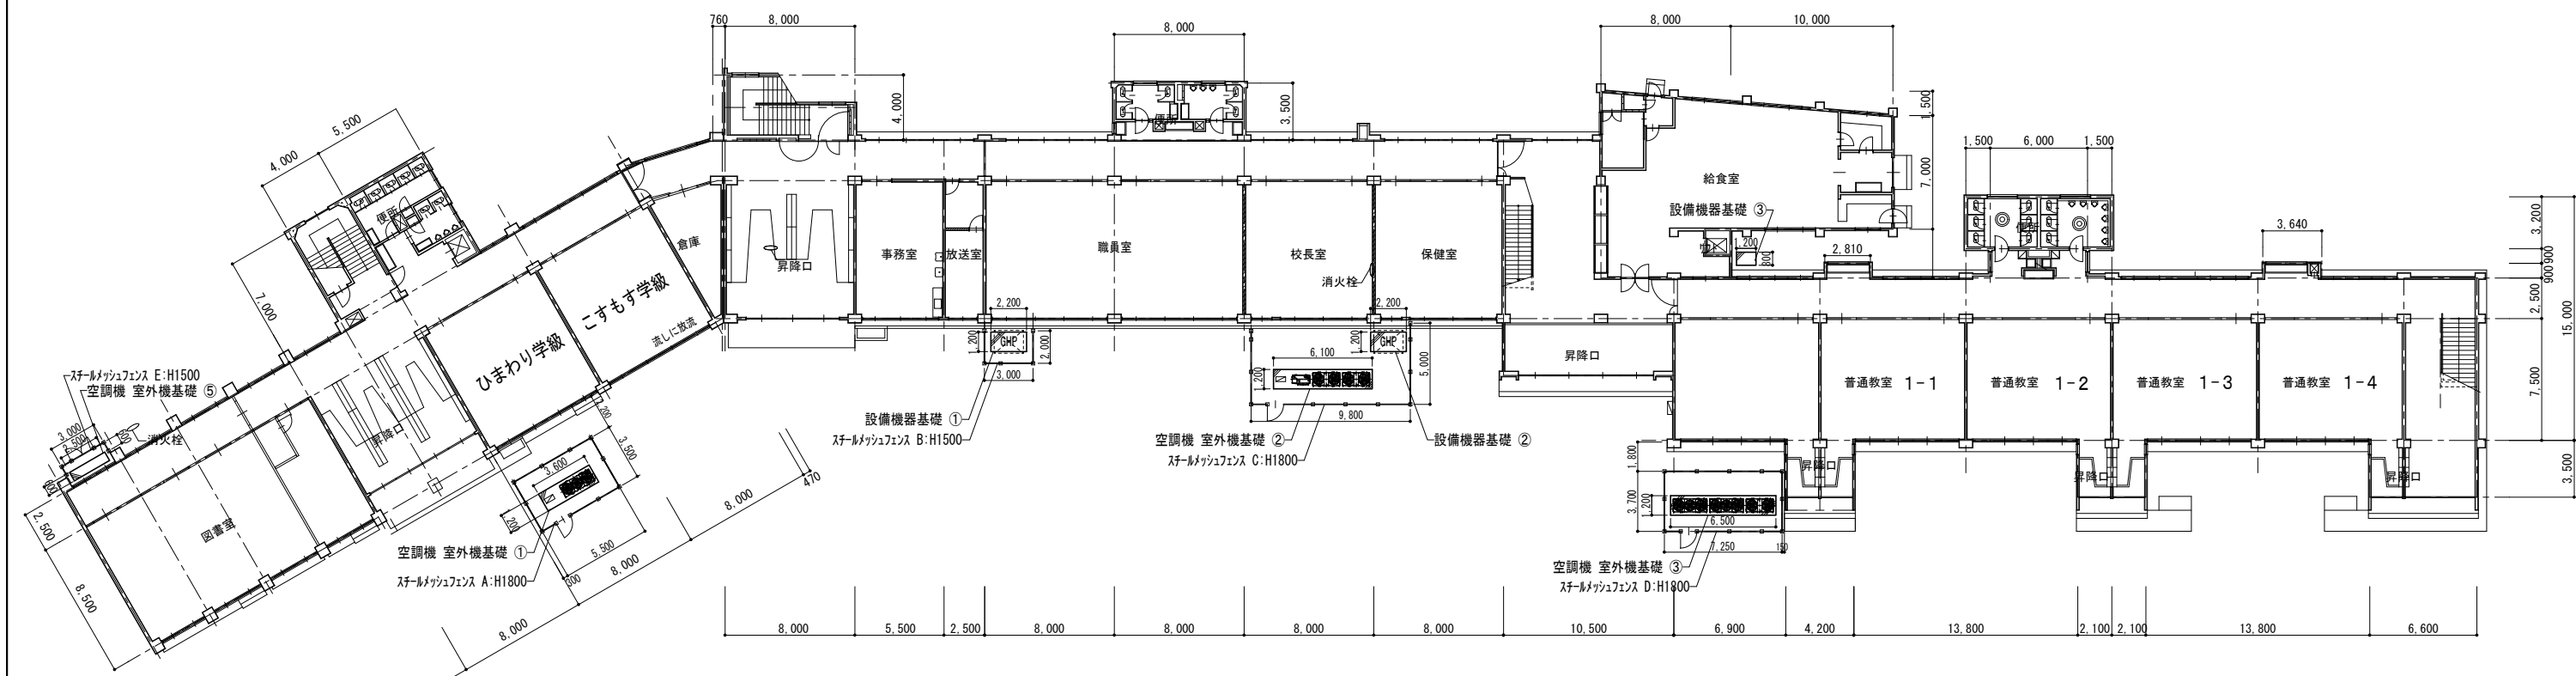 760
8,000
8,000
8,000
10,000
4,000
3,500
1,500
7,000
5,500
4,000
7,000
便所
便所
給食室
設備機器基礎 ③
1,200
800
2,810
1,500
6,000
1,500
便所
3,640
3,200
900
900
2,500
15,000
7,500
3,500
倉庫
昇降口
事務室
放送室
職員室
校長室
消火栓
保健室
こすもす学級
流しに放流
ひまわり学級
2,200
1,200
GHP
2,000
3,000
2,200
1,200
GHP
6,100
1,200
5,000
9,800
昇降口
普通教室 1-1
普通教室 1-2
普通教室 1-3
普通教室 1-4
スチールメッシュフェンス E:H1500
空調機 室外機基礎 ⑤
3,000
2,500
消火栓
昇降口
図書室
2,500
8,500
設備機器基礎 ①
スチールメッシュフェンス B:H1500
空調機 室外機基礎 ②
スチールメッシュフェンス C:H1800
設備機器基礎 ②
200
3,500
3,600
1,200
5,500
300
8,000
470
8,000
8,000
空調機 室外機基礎 ①
スチールメッシュフェンス A:H1800
1,800
3,700
1,200
6,500
7,250
150
昇降口
昇降口
昇降口
空調機 室外機基礎 ③
スチールメッシュフェンス D:H1800
8,000
5,500
2,500
8,000
8,000
8,000
8,000
10,500
6,900
4,200
13,800
2,100
2,100
13,800
6,600